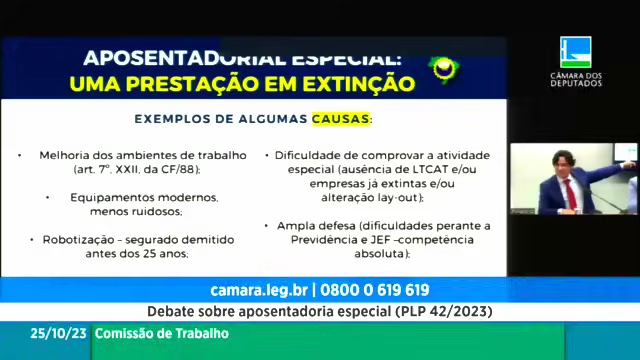 APOSENTADORIAL ESPECIAL:
UMA PRESTAÇÃO EM EXTINÇÃO
EXEMPLOS DE ALGUMAS CAUSAS:
• Melhoria dos ambientes de trabalho
(art. 7º. XXII. da CF/88);
• Equipamentos modernos.
menos ruidosos;
• Robotização – segurado demitido
antes dos 25 anos;
• Dificuldade de comprovar a atividade
especial (ausência de LTCAT e/ou
empresas já extintas e/ou
alteração lay-out);
• Ampla defesa (dificuldades perante a
Previdência e JEF –competência
absoluta);
CÂMARA DOS
DEPUTADOS
camara.leg.br | 0800 0 619 619
Debate sobre aposentadoria especial (PLP 42/2023)
25/10/23 Comissão de Trabalho